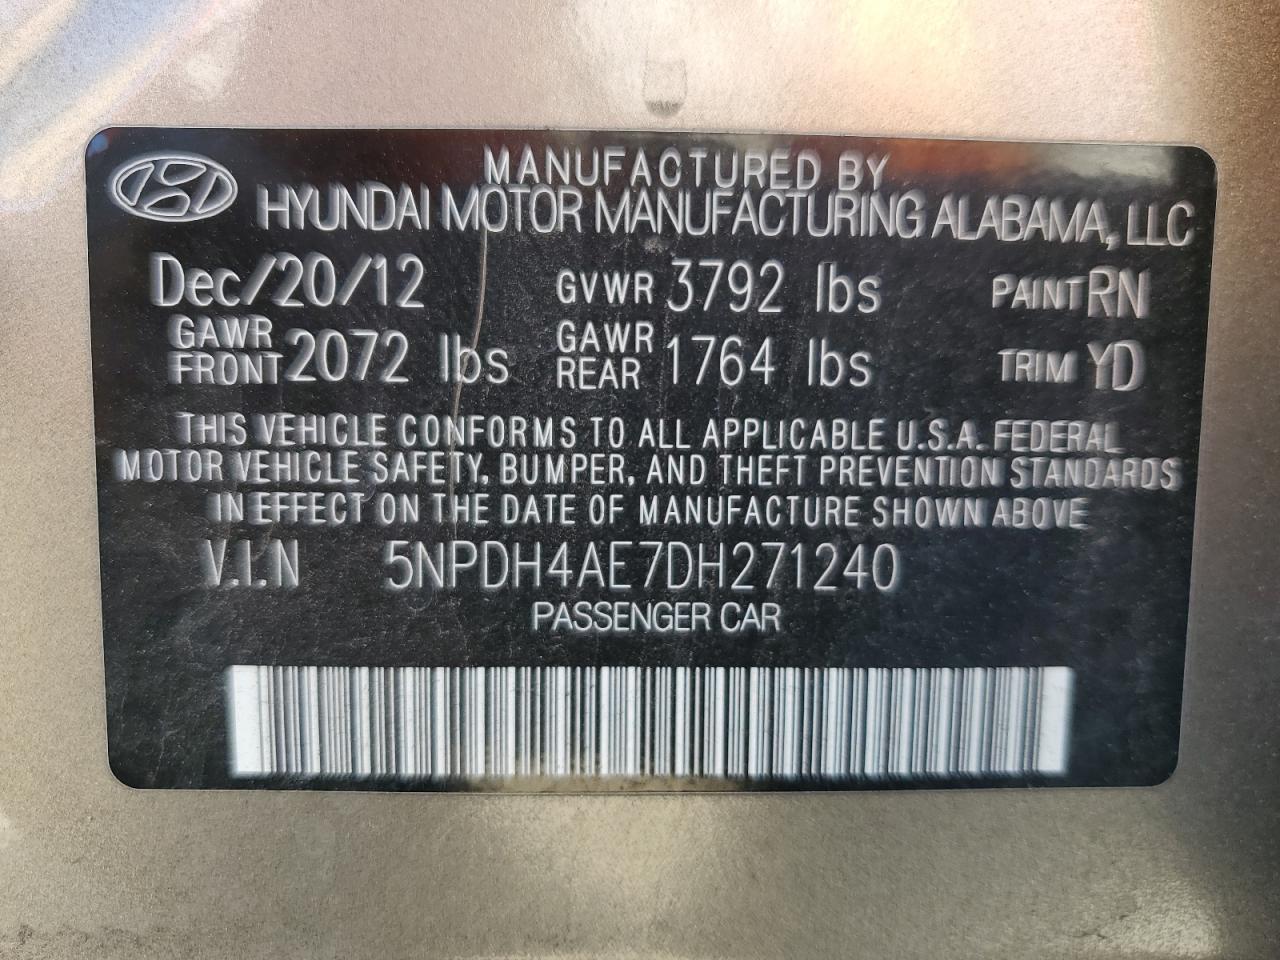 MANUFACTURED BY
HYUNDAI MOTOR MANUFACTURING ALABAMA, LLC
Dec/20/12 GVWR 3792 lbs PAINT RN
GAWR FRONT 2072 lbs GAWR REAR 1764 lbs TRIM YD
THIS VEHICLE CONFORMS TO ALL APPLICABLE U.S.A. FEDERAL
MOTOR VEHICLE SAFETY, BUMPER, AND THEFT PREVENTION STANDARDS
IN EFFECT ON THE DATE OF MANUFACTURE SHOWN ABOVE
V.I.N 5NPDH4AE7DH271240
PASSENGER CAR